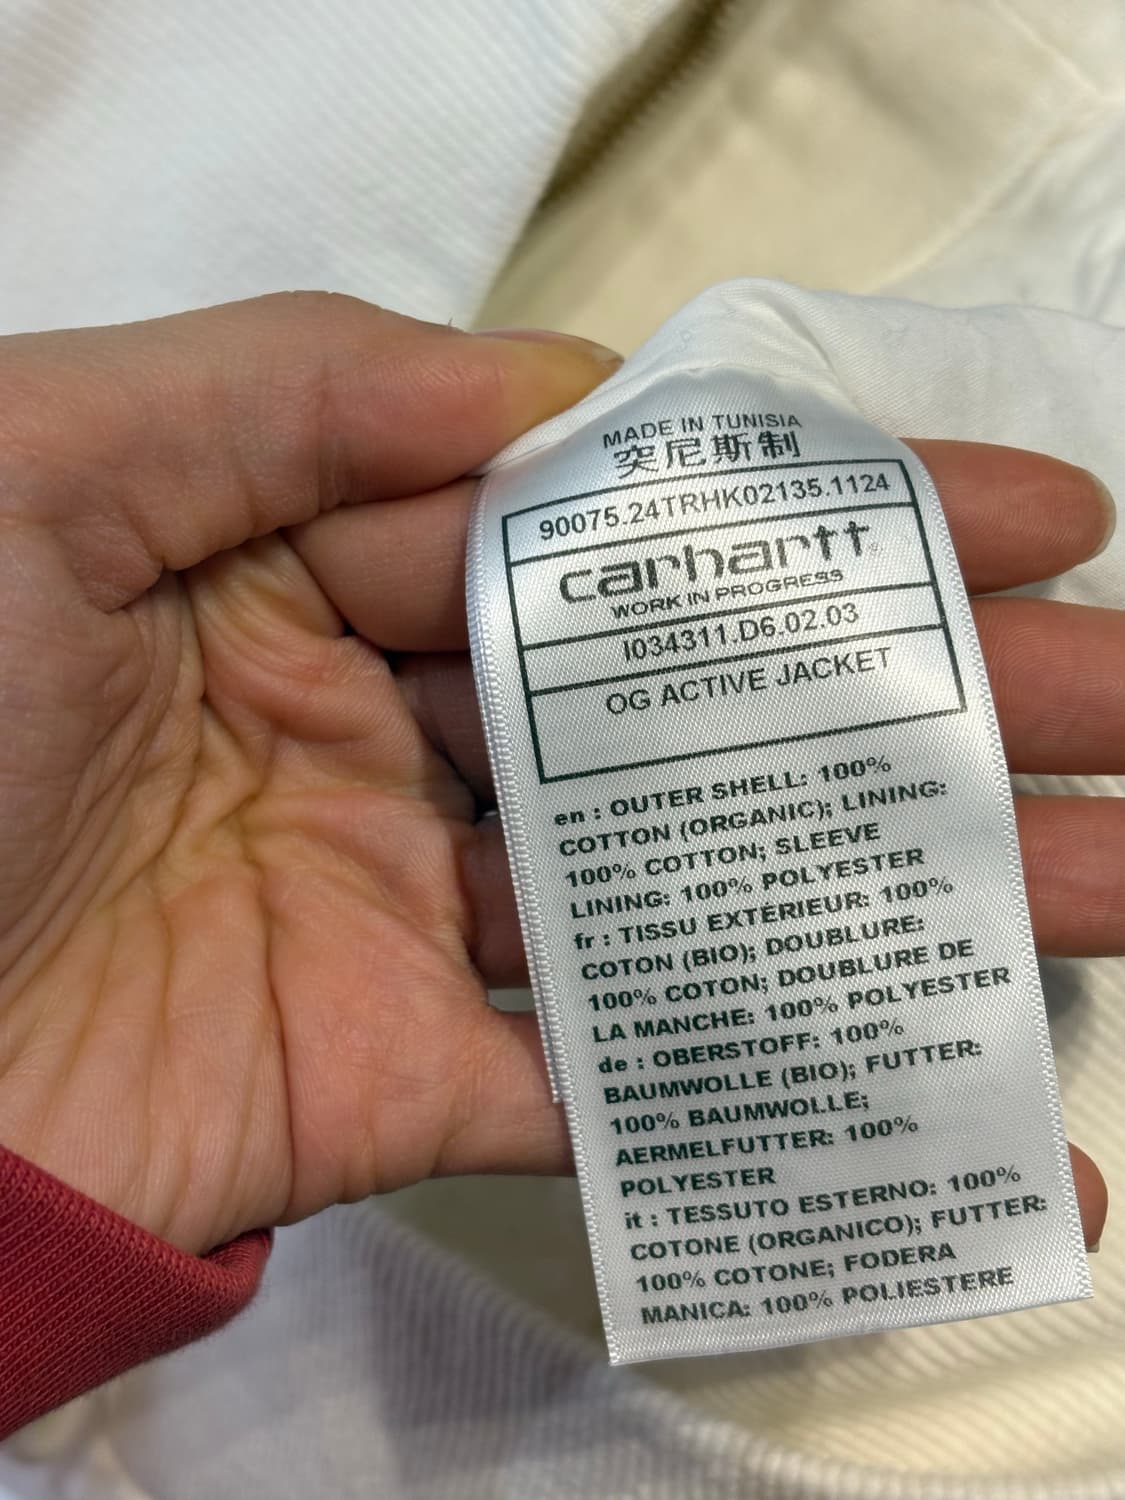 MADE IN TUNISIA
突尼斯制
90075.24TRHK02135.1124
carhartt
WORK IN PROGRESS
I034311.D6.02.03
OG ACTIVE JACKET
en : OUTER SHELL: 100%
COTTON (ORGANIC); LINING:
100% COTTON; SLEEVE
LINING: 100% POLYESTER
fr : TISSU EXTÉRIEUR: 100%
COTON (BIO); DOUBLURE:
100% COTON; DOUBLURE DE
LA MANCHE: 100% POLYESTER
de : OBERSTOFF: 100%
BAUMWOLLE (BIO); FUTTER:
100% BAUMWOLLE;
AERMELFUTTER: 100%
POLYESTER
it : TESSUTO ESTERNO: 100%
COTONE (ORGANICO); FUTTER:
100% COTONE; FODERA
MANICA: 100% POLIESTERE